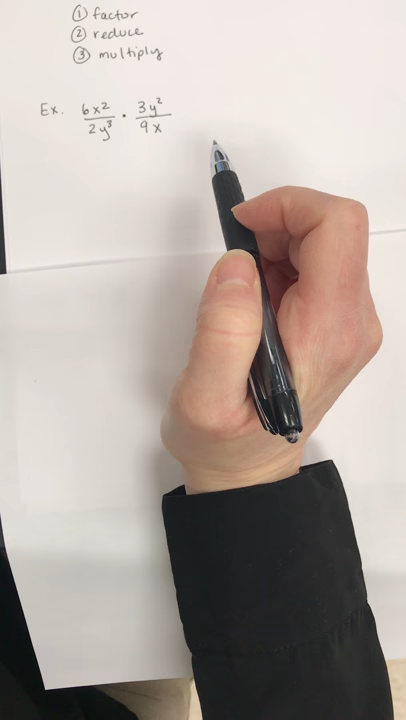 ① factor
② reduce
③ multiply
Ex. 6x²/2y³ · 3y²/9x